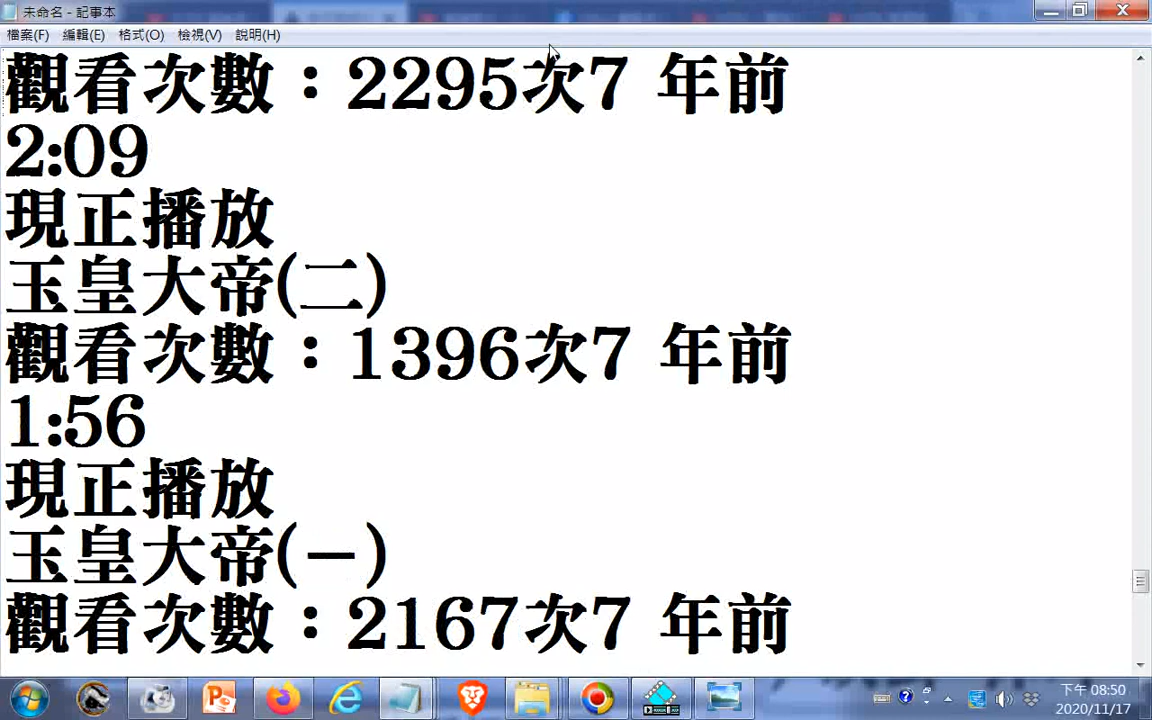 未命名 - 記事本
檔案(F) 編輯(E) 格式(O) 檢視(V) 說明(H)
觀看次數：2295次7 年前
2:09
現正播放
玉皇大帝(二)
觀看次數：1396次7 年前
1:56
現正播放
玉皇大帝(一)
觀看次數：2167次7 年前
下午 08:50
2020/11/17